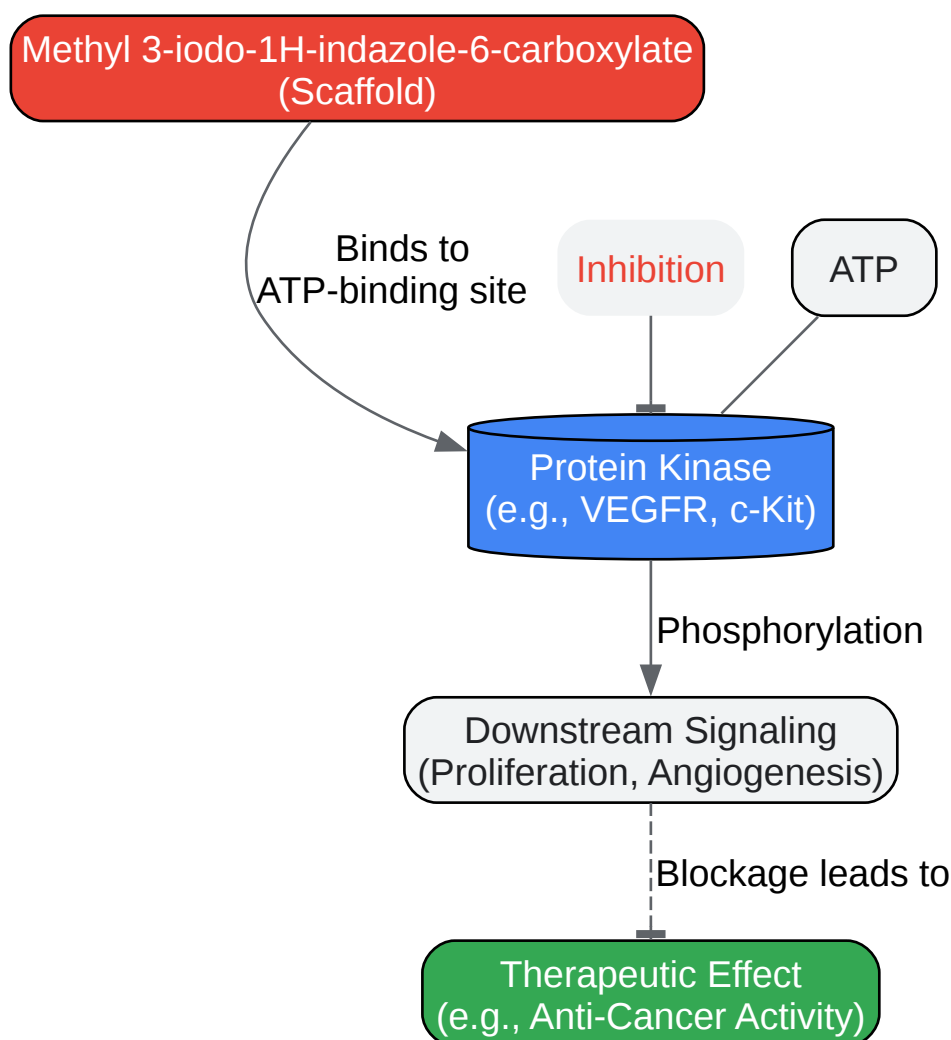 Methyl 3-iodo-1H-indazole-6-carboxylate
(Scaffold)
Binds to
ATP-binding site
Inhibition
ATP
Protein Kinase
(e.g., VEGFR, c-Kit)
Phosphorylation
Downstream Signaling
(Proliferation, Angiogenesis)
Blockage leads to
Therapeutic Effect
(e.g., Anti-Cancer Activity)